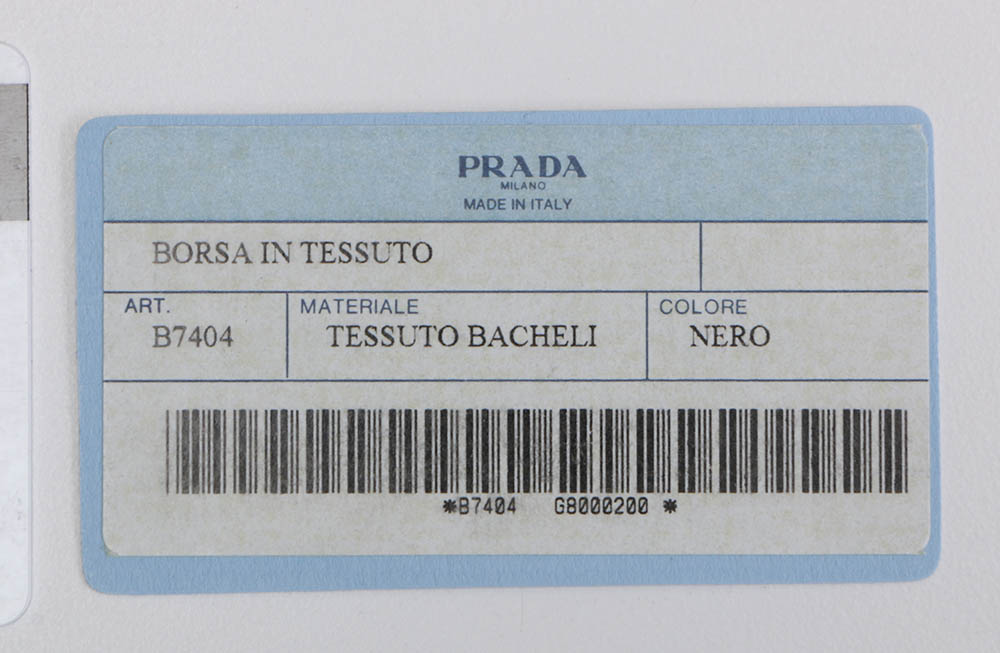 PRADA
MILANO
MADE IN ITALY
BORSA IN TESSUTO
ART. MATERIALE COLORE
B7404 TESSUTO BACHELI NERO
*B7404 G8000200 *